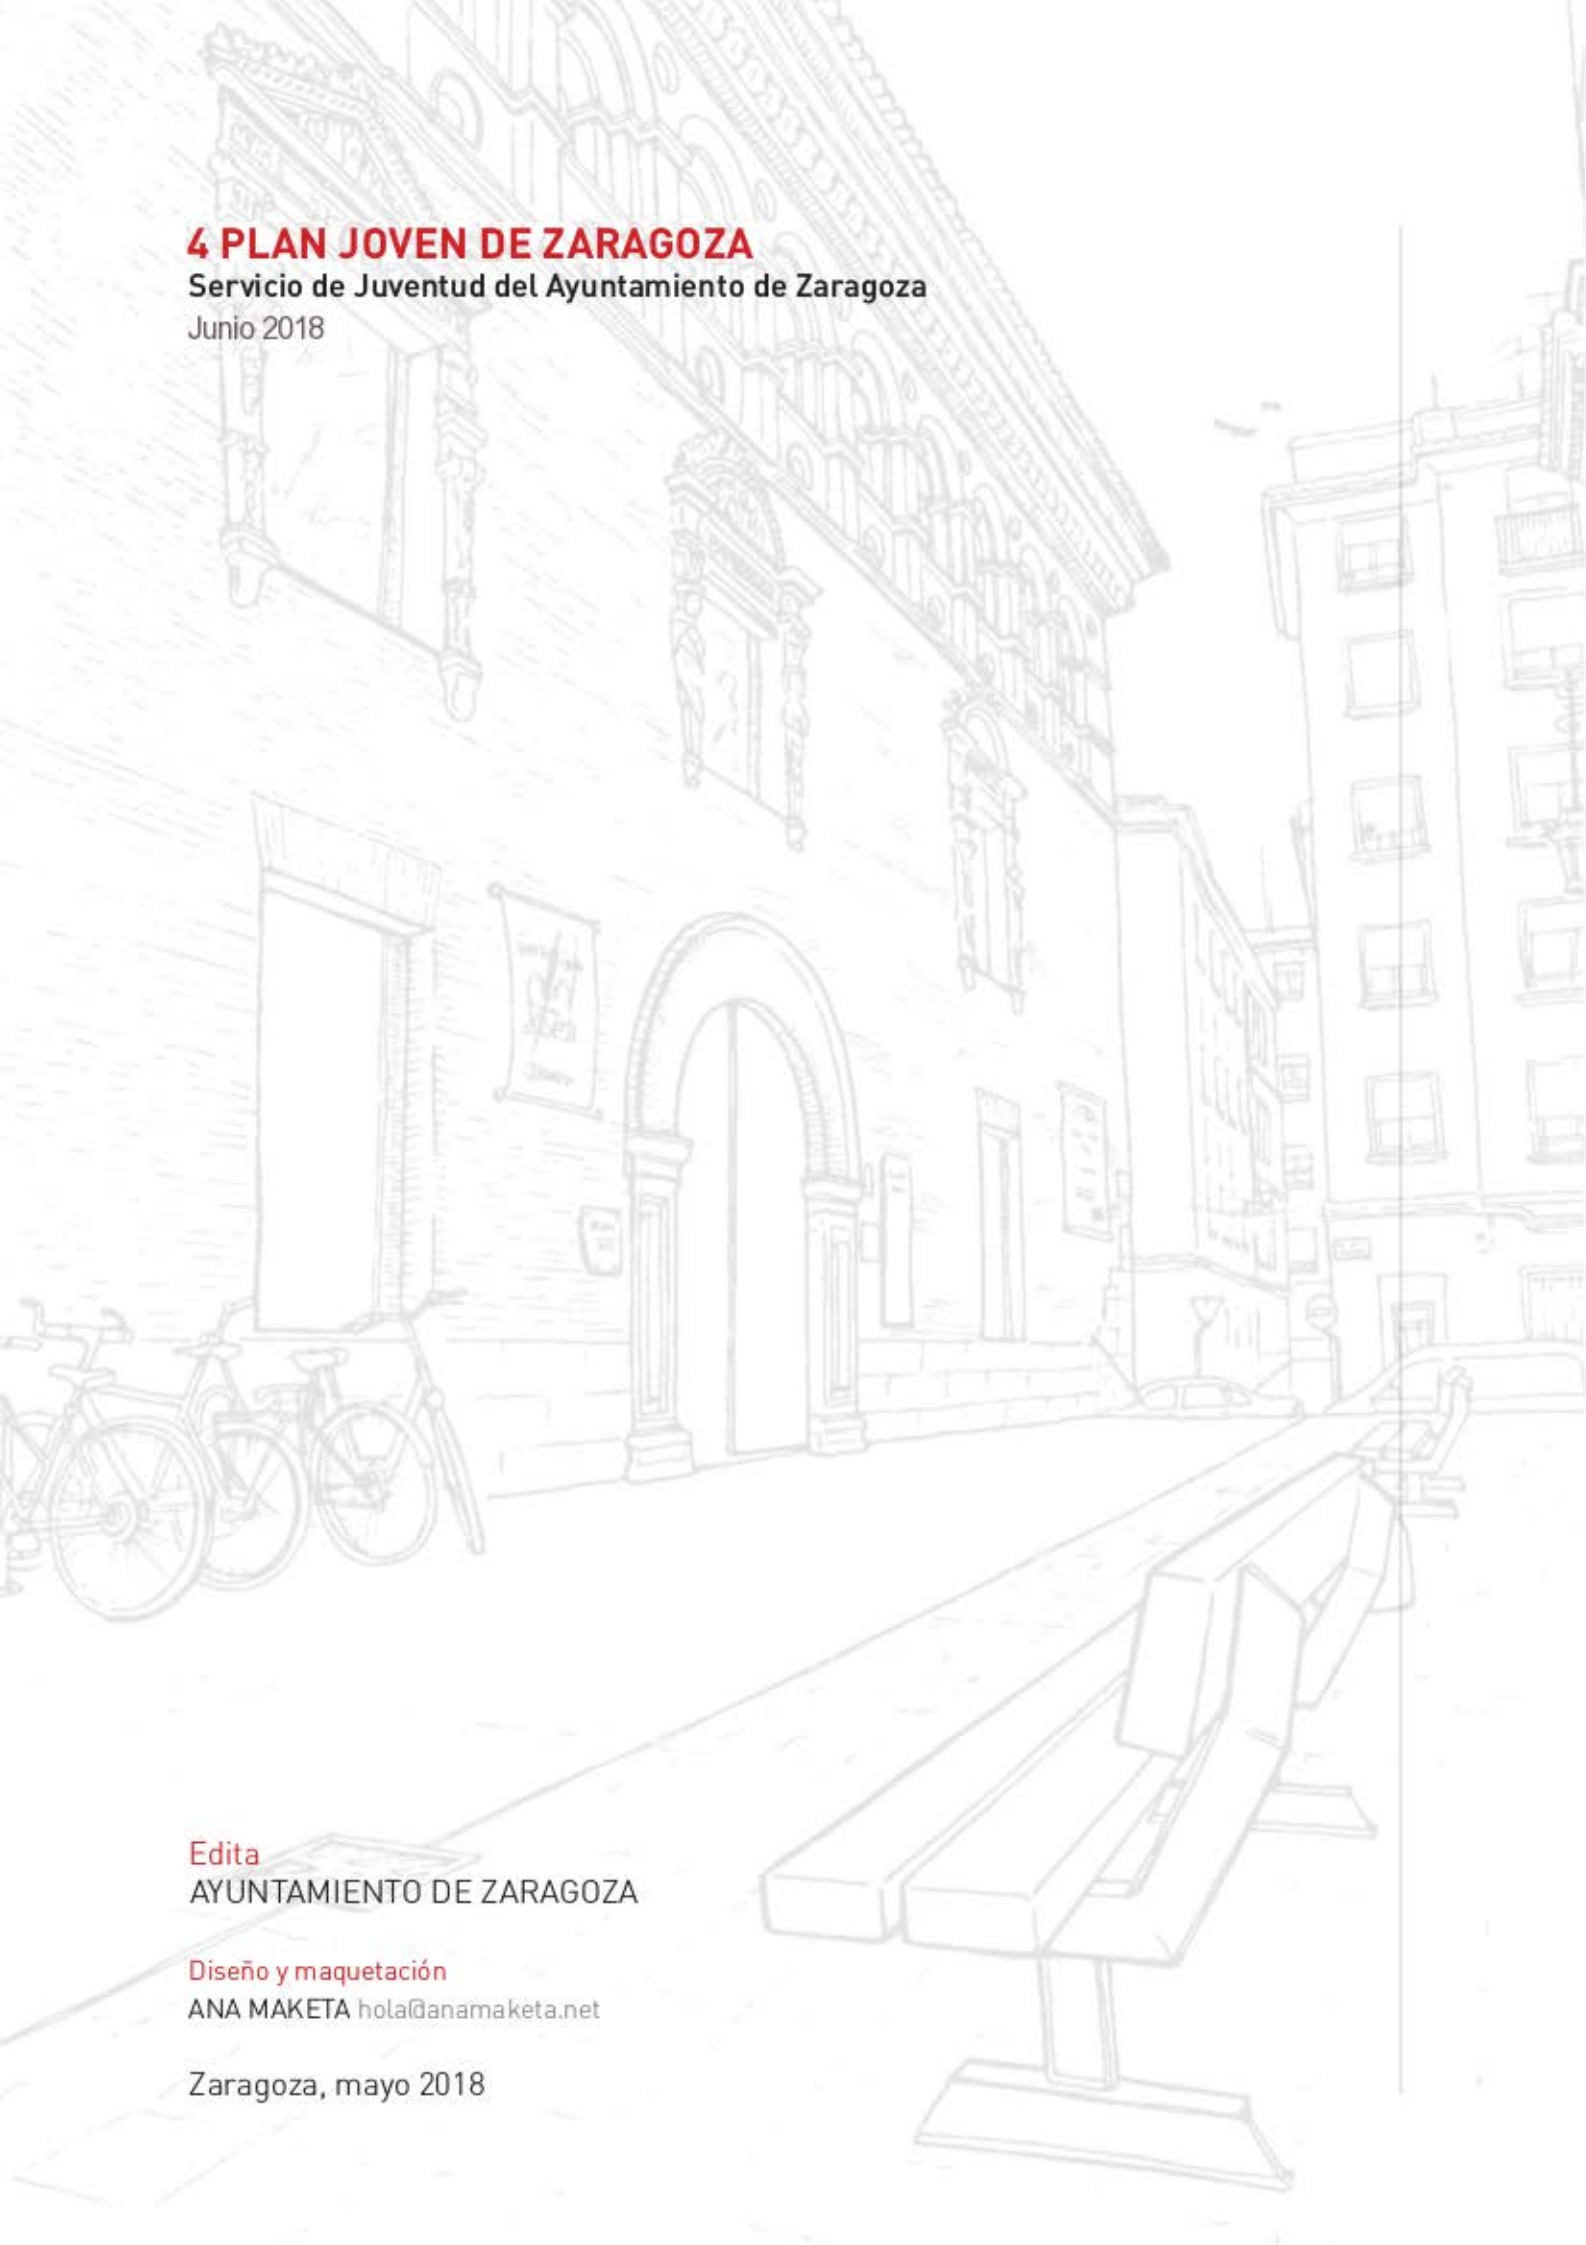 4 PLAN JOVEN DE ZARAGOZA
Servicio de Juventud del Ayuntamiento de Zaragoza
Junio 2018
Edita
AYUNTAMIENTO DE ZARAGOZA
Diseño y maquetación
ANA MAKETA hola@anamaketa.net
Zaragoza, mayo 2018